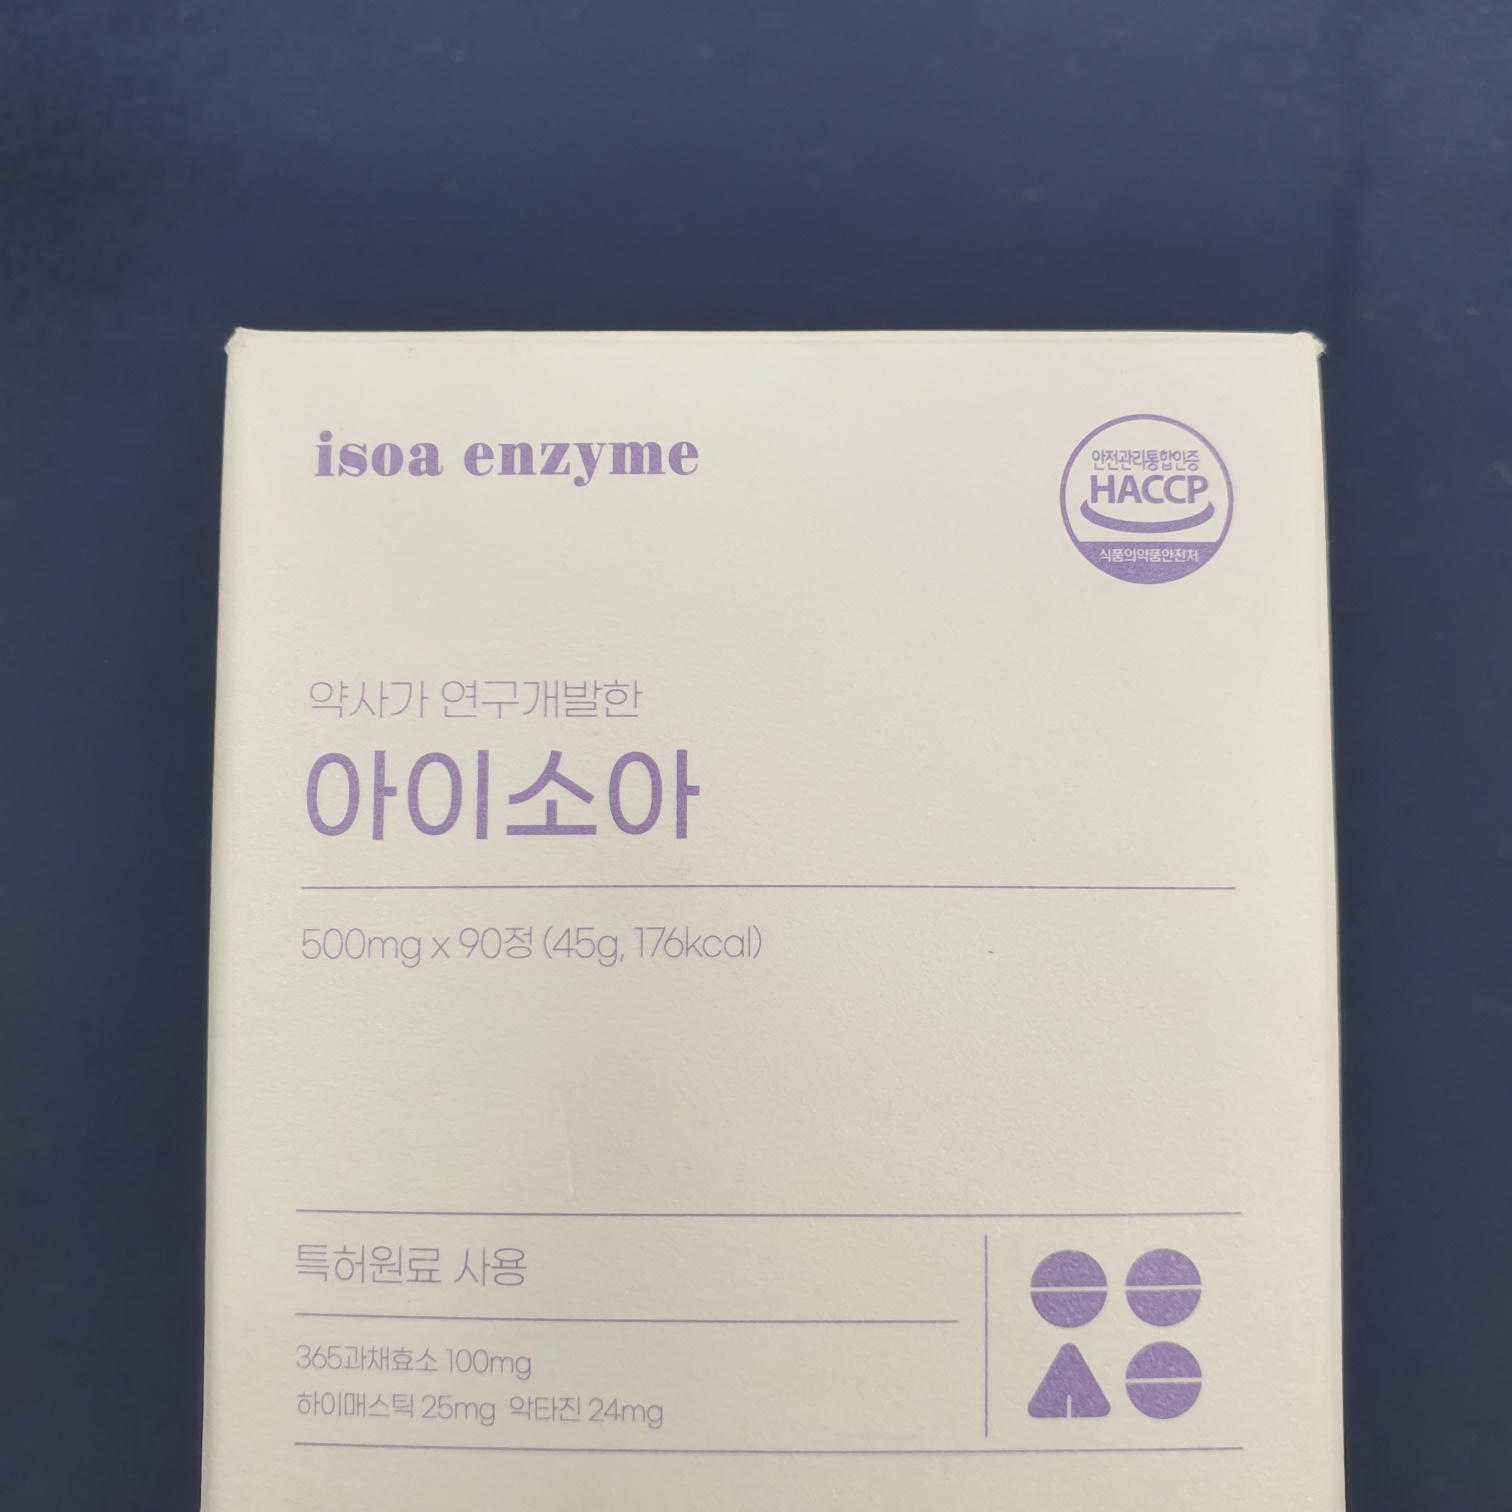 isoa enzyme
안전관리통합인증
HACCP
식품의약품안전처
약사가 연구개발한
아이소아
500mg x 90정 (45g, 176kcal)
특허원료 사용
365과채효소 100mg
하이매스틱 25mg 악타진 24mg